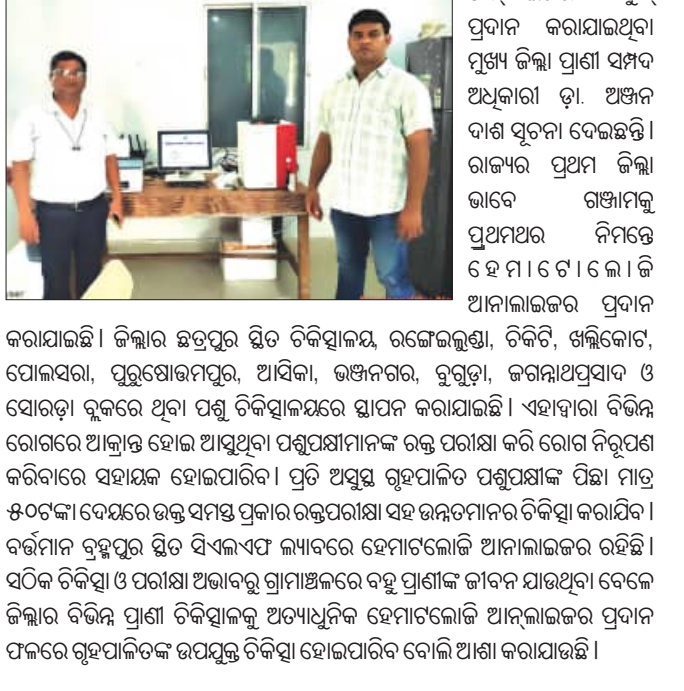 ପ୍ରଦାନ କରାଯାଇଥିବା
ମୁଖ୍ୟ ଜିଲ୍ଲା ପ୍ରାଣୀ ସମ୍ପଦ
ଅଧିକାରୀ ଡ଼ା. ଅଞ୍ଜନ
ଦାଶ ସୂଚନା ଦେଇଛନ୍ତି।
ରାଜ୍ୟର ପ୍ରଥମ ଜିଲ୍ଲା
ଭାବେ ଗଞ୍ଜାମକୁ
ପ୍ରଥମଥର ନିମନ୍ତେ
ହେମାଟୋଲୋଜି
ଆନାଲାଇଜର ପ୍ରଦାନ
କରାଯାଇଛି। ଜିଲ୍ଲାର ଛତ୍ରପୁର ସ୍ଥିତ ଚିକିତ୍ସାଳୟ, ରଙ୍ଗେଇଲୁଣ୍ଡା, ଚିକିଟି, ଖଲ୍ଲିକୋଟ,
ପୋଲସରା, ପୁରୁଷୋତ୍ତମପୁର, ଆସିକା, ଭଞ୍ଜନଗର, ବୁଗୁଡ଼ା, ଜଗନ୍ନାଥପ୍ରସାଦ ଓ
ସୋରଡ଼ା ବ୍ଲକରେ ଥିବା ପଶୁ ଚିକିତ୍ସାଳୟରେ ସ୍ଥାପନ କରାଯାଇଛି। ଏହାଦ୍ୱାରା ବିଭିନ୍ନ
ରୋଗରେ ଆକ୍ରାନ୍ତ ହୋଇ ଆସୁଥିବା ପଶୁପକ୍ଷୀମାନଙ୍କ ରକ୍ତ ପରୀକ୍ଷା କରି ରୋଗ ନିରୂପଣ
କରିବାରେ ସହାୟକ ହୋଇପାରିବ। ପ୍ରତି ଅସୁସ୍ଥ ଗୃହପାଳିତ ପଶୁପକ୍ଷୀଙ୍କ ପିଛା ମାତ୍ର
୫୦ଟଙ୍କା ଦେୟରେ ଉକ୍ତ ସମସ୍ତ ପ୍ରକାର ରକ୍ତପରୀକ୍ଷା ସହ ଉନ୍ନତମାନର ଚିକିତ୍ସା କରାଯିବ।
ବର୍ତ୍ତମାନ ବ୍ରହ୍ମପୁର ସ୍ଥିତ ସିଏଲଏଫ ଲ୍ୟାବରେ ହେମାଟଲୋଜି ଆନାଲାଇଜର ରହିଛି।
ସଠିକ ଚିକିତ୍ସା ଓ ପରୀକ୍ଷା ଅଭାବରୁ ଗ୍ରାମାଞ୍ଚଳରେ ବହୁ ପ୍ରାଣୀଙ୍କ ଜୀବନ ଯାଉଥିବା ବେଳେ
ଜିଲ୍ଲାର ବିଭିନ୍ନ ପ୍ରାଣୀ ଚିକିତ୍ସାଳକୁ ଅତ୍ୟାଧୁନିକ ହେମାଟଲୋଜି ଆନ୍‌ଲାଇଜର ପ୍ରଦାନ
ଫଳରେ ଗୃହପାଳିତଙ୍କ ଉପଯୁକ୍ତ ଚିକିତ୍ସା ହୋଇପାରିବ ବୋଲି ଆଶା କରାଯାଉଛି।